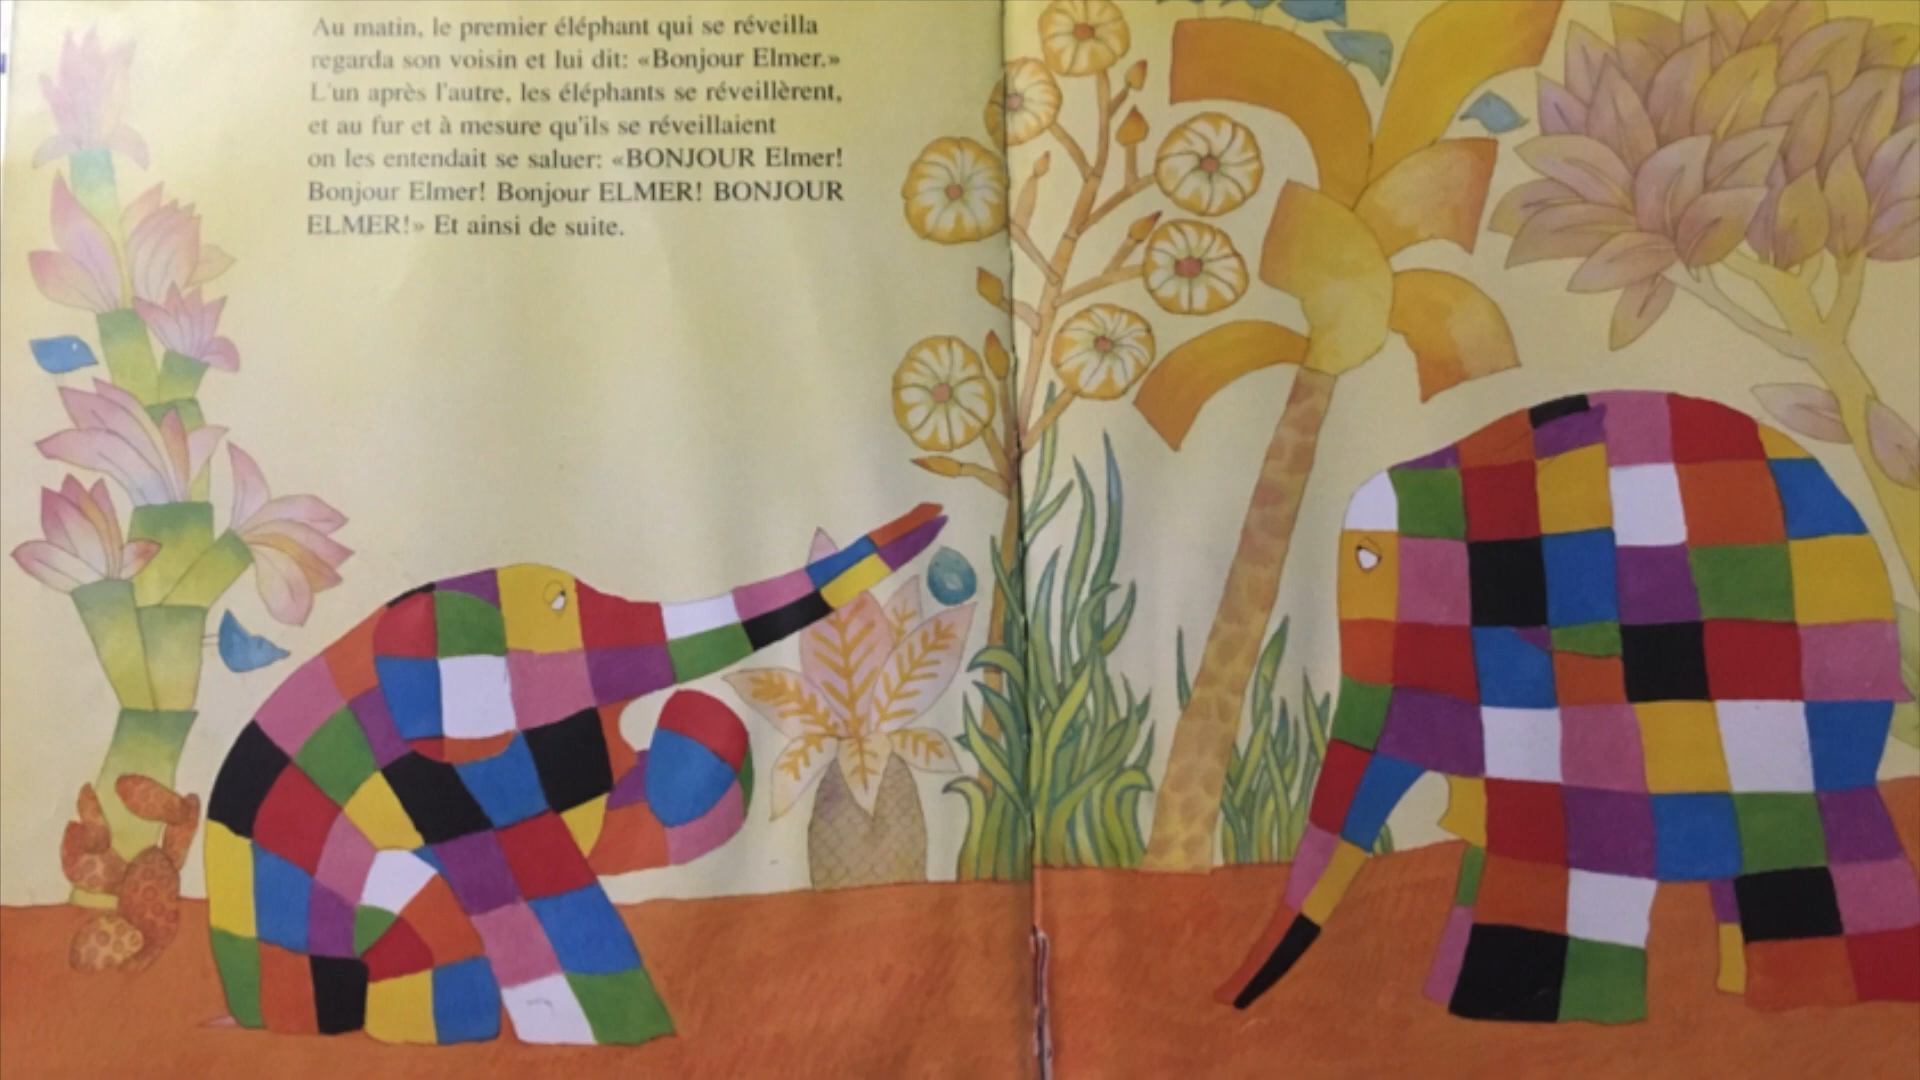 Au matin, le premier éléphant qui se réveilla
regarda son voisin et lui dit: «Bonjour Elmer.»
L'un après l'autre, les éléphants se réveillèrent,
et au fur et à mesure qu'ils se réveillaient
on les entendait se saluer: «BONJOUR Elmer!
Bonjour Elmer! Bonjour ELMER! BONJOUR
ELMER!» Et ainsi de suite.